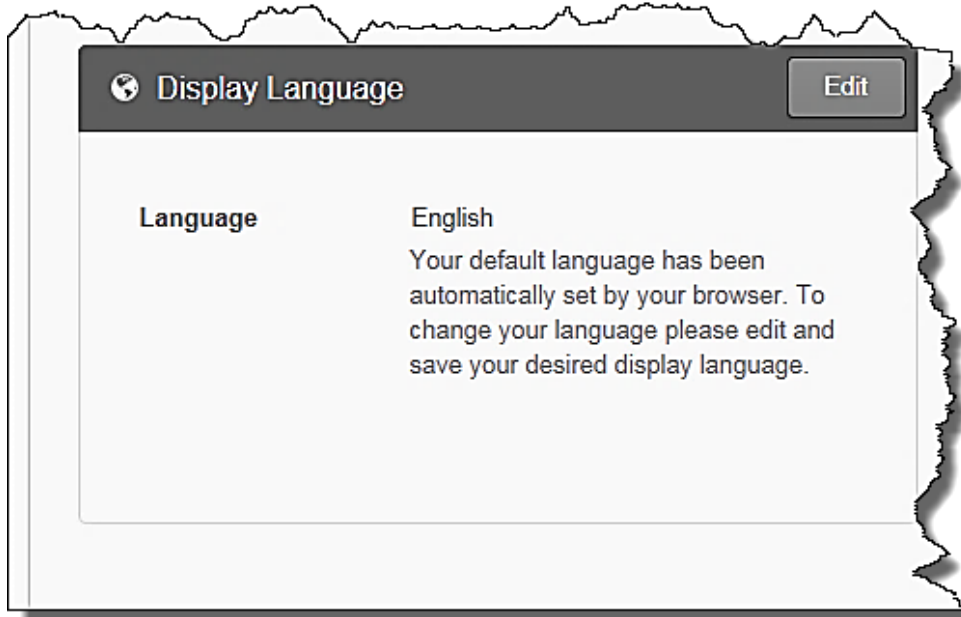 Display Language
Edit
Language
English
Your default language has been
automatically set by your browser. To
change your language please edit and
save your desired display language.